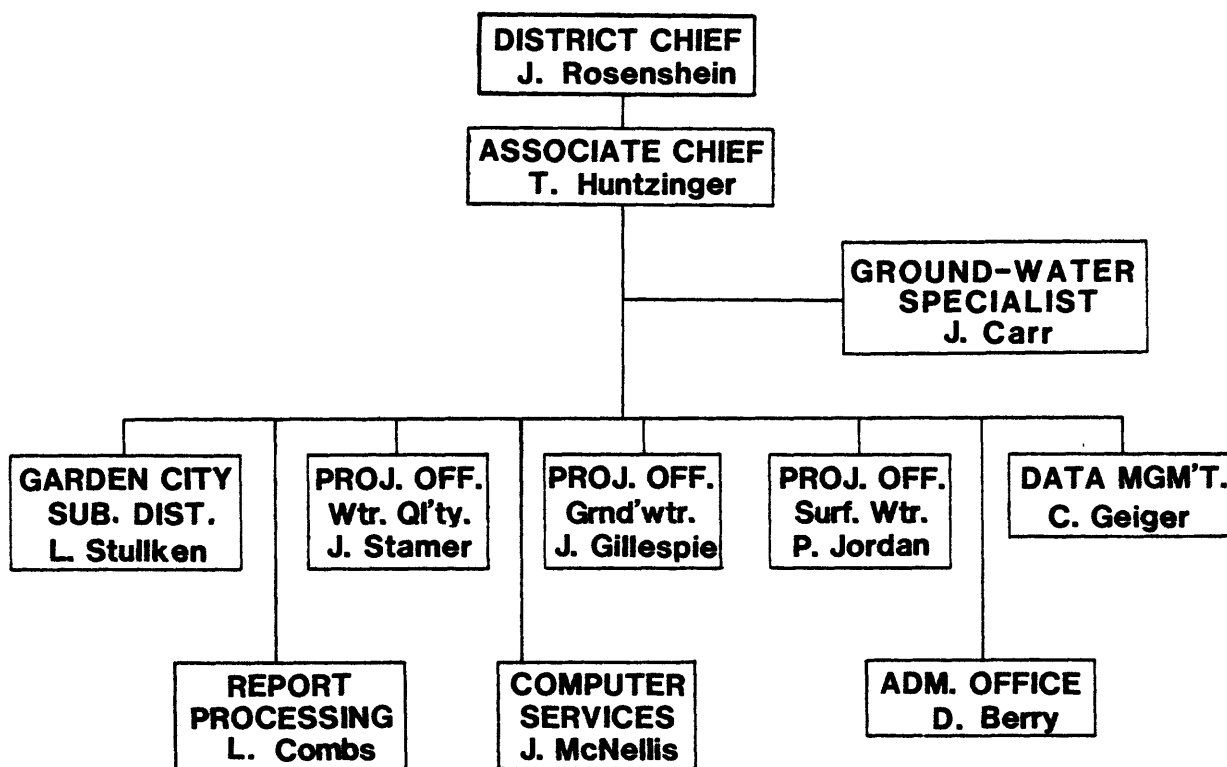 DISTRICT CHIEF
J. Rosenshein
ASSOCIATE CHIEF
T. Huntzinger
GROUND-WATER
SPECIALIST
J. Carr
GARDEN CITY
SUB. DIST.
L. Stullken
PROJ. OFF.
Wtr. Ql'ty.
J. Stamer
PROJ. OFF.
Grnd'wtr.
J. Gillespie
PROJ. OFF.
Surf. Wtr.
P. Jordan
DATA MGM'T.
C. Geiger
REPORT
PROCESSING
L. Combs
COMPUTER
SERVICES
J. McNellis
ADM. OFFICE
D. Berry